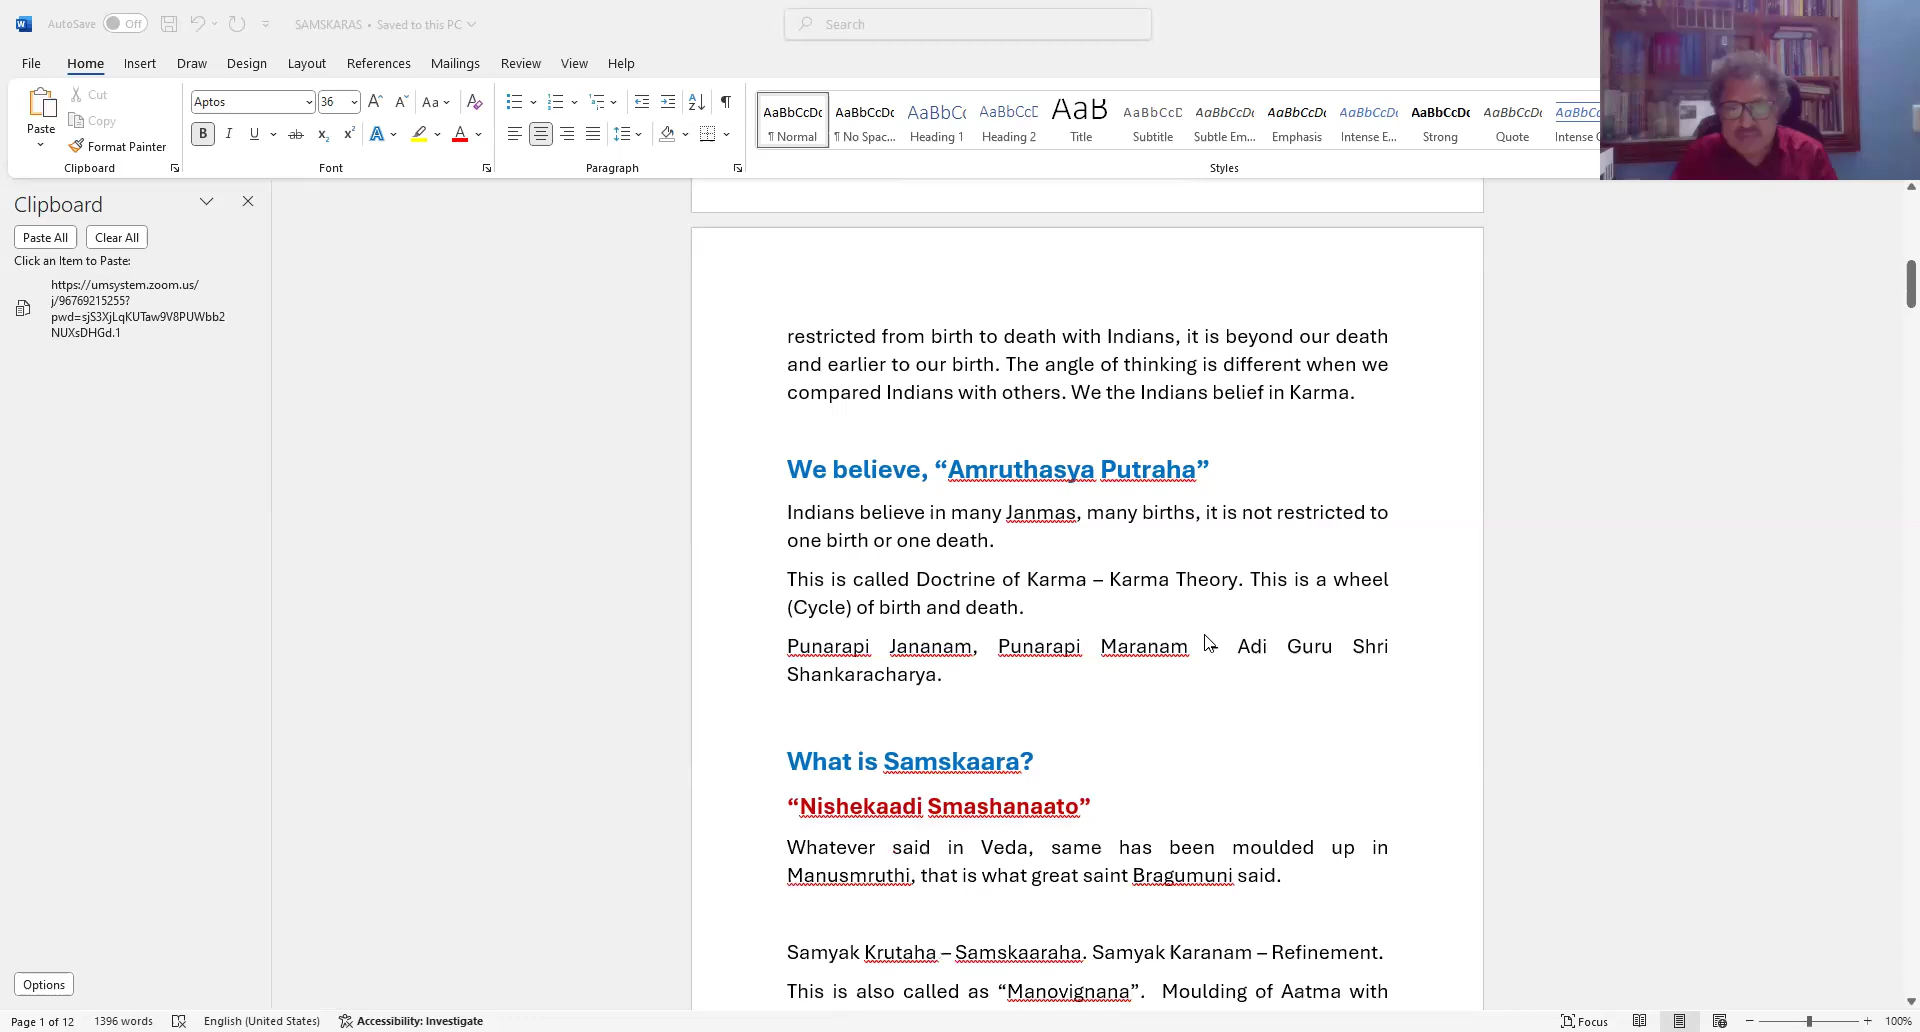 AutoSave Off SAMSKARAS • Saved to this PC Search
File Home Insert Draw Design Layout References Mailings Review View Help
Paste Cut Copy Format Painter
Aptos 36
AaBbCcDc AaBbCcDc AaBbC( AaBbCcD AaB AaBbCcD AaBbCcDc AaBbCcDc AaBbCcDc AaBbCcDc AaBbCcDc AaBbCc
¶ Normal ¶ No Spac... Heading 1 Heading 2 Title Subtitle Subtle Em... Emphasis Intense E... Strong Quote Intense
Clipboard Font Paragraph Styles
Clipboard
Paste All Clear All
Click an Item to Paste:
https://umsystem.zoom.us/
j/96769215255?
pwd=sjS3XjLqKUTaw9V8PUWbb2
NUXsDHGd.1
Options
restricted from birth to death with Indians, it is beyond our death
and earlier to our birth. The angle of thinking is different when we
compared Indians with others. We the Indians belief in Karma.
We believe, “Amruthasya Putraha”
Indians believe in many Janmas, many births, it is not restricted to
one birth or one death.
This is called Doctrine of Karma – Karma Theory. This is a wheel
(Cycle) of birth and death.
Punarapi Jananam, Punarapi Maranam – Adi Guru Shri
Shankaracharya.
What is Samskaara?
“Nishekaadi Smashanaato”
Whatever said in Veda, same has been moulded up in
Manusmruthi, that is what great saint Bragumuni said.
Samyak Krutaha – Samskaaraha. Samyak Karanam – Refinement.
This is also called as “Manovignana”. Moulding of Aatma with
Page 1 of 12 1396 words English (United States) Accessibility: Investigate Focus 100%